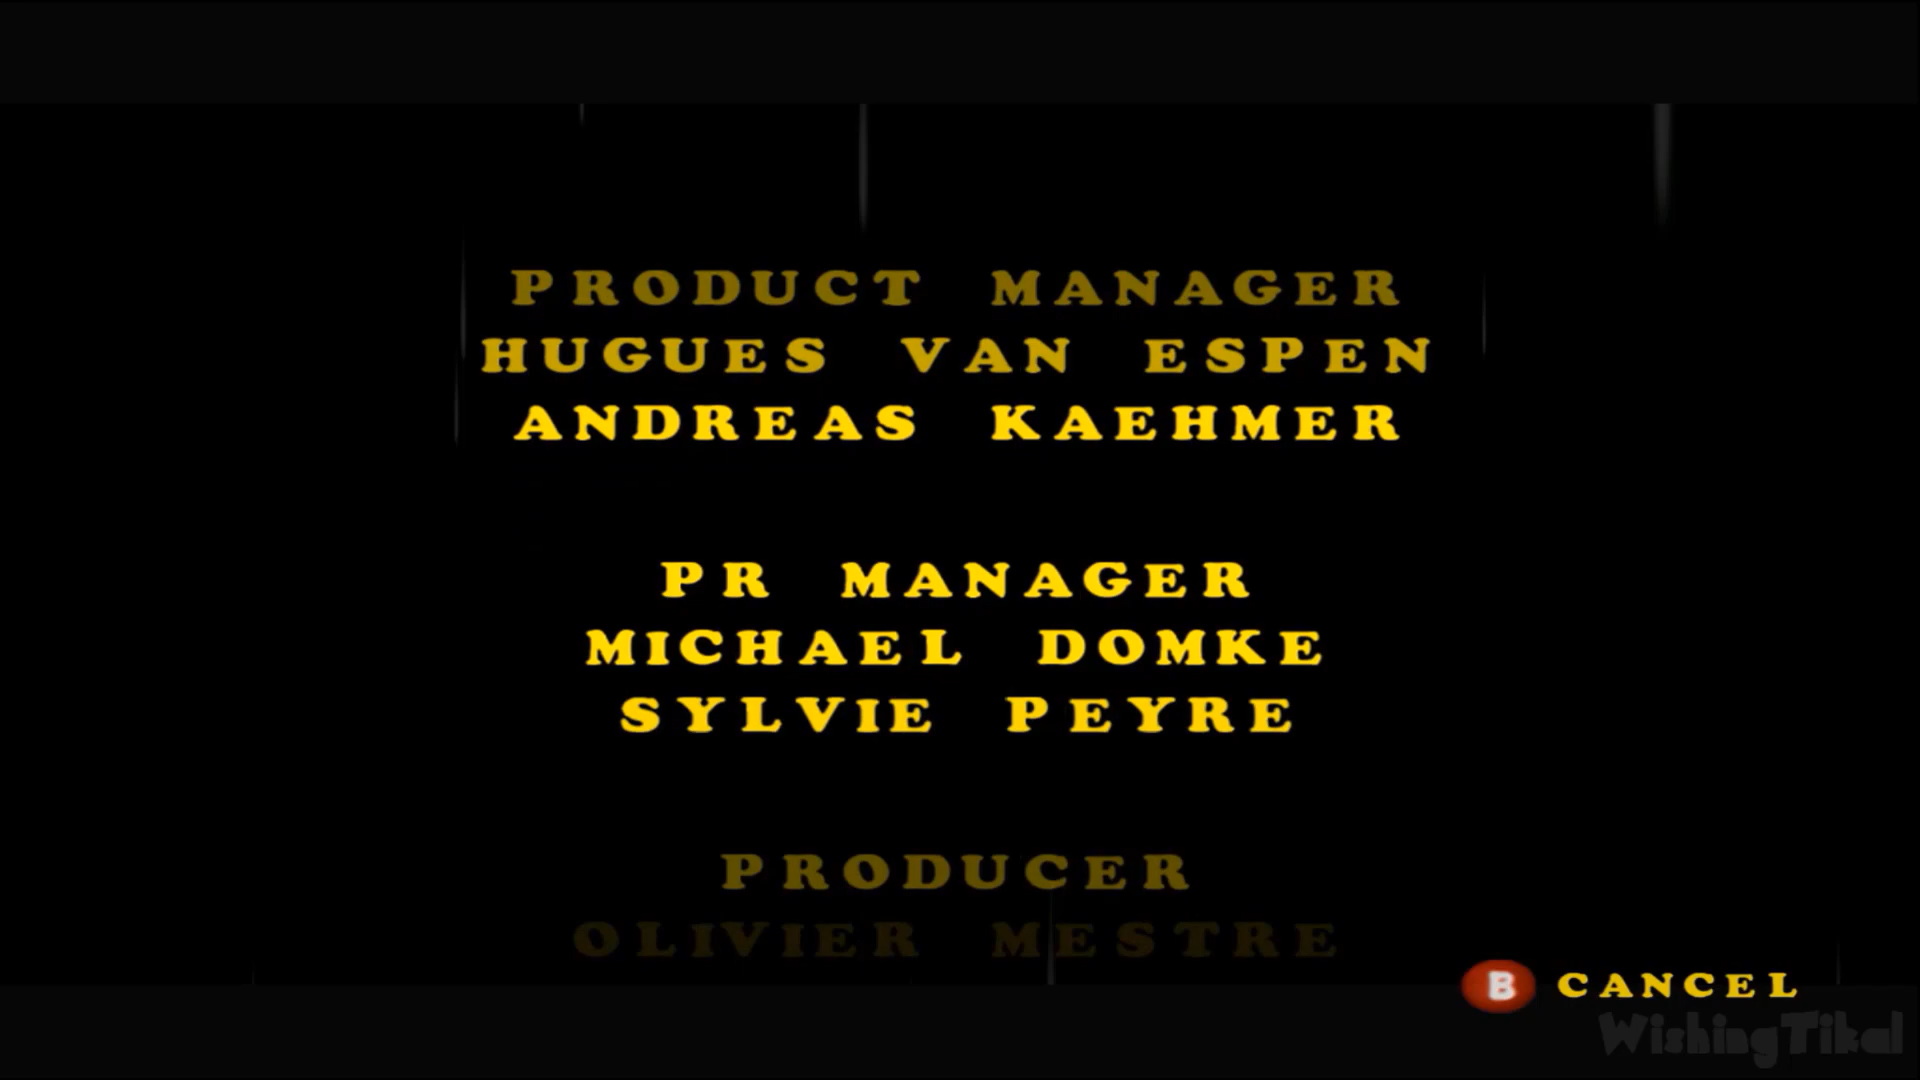 PRODUCT MANAGER
HUGUES VAN ESPEN
ANDREAS KAEHMER
PR MANAGER
MICHAEL DOMKE
SYLVIE PEYRE
PRODUCER
OLIVIER MESTRE
B CANCEL
WishingTikal